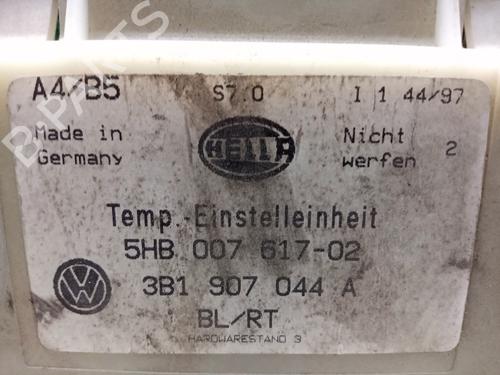 A4/B5 S7.0 I 1 44/97
Made in Germany
HELLA
Nicht werfen 2
Temp.-Einstelleinheit
5HB 007 617-02
3B1 907 044 A
BL/RT
HARDWARESTAND 3
B-PARTS